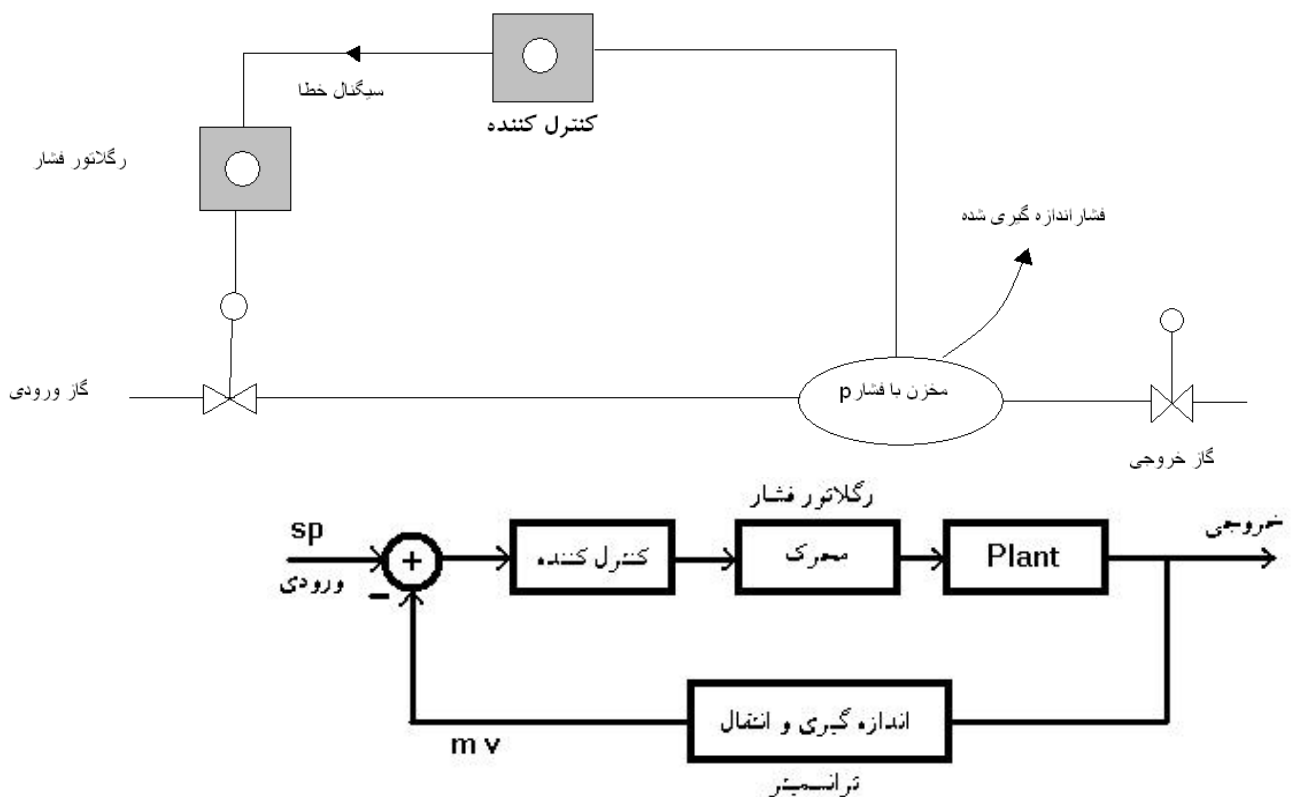 سیگنال خطا
کنترل کننده
رگلاتور فشار
فشار اندازه گیری شده
گاز ورودی
مخزن با فشار p
گاز خروجی
رگلاتور فشار
sp
ورودی
+
-
کنترل کننده
محرک
Plant
خروجی
اندازه گیری و انتقال
m v
ترانسمیتر